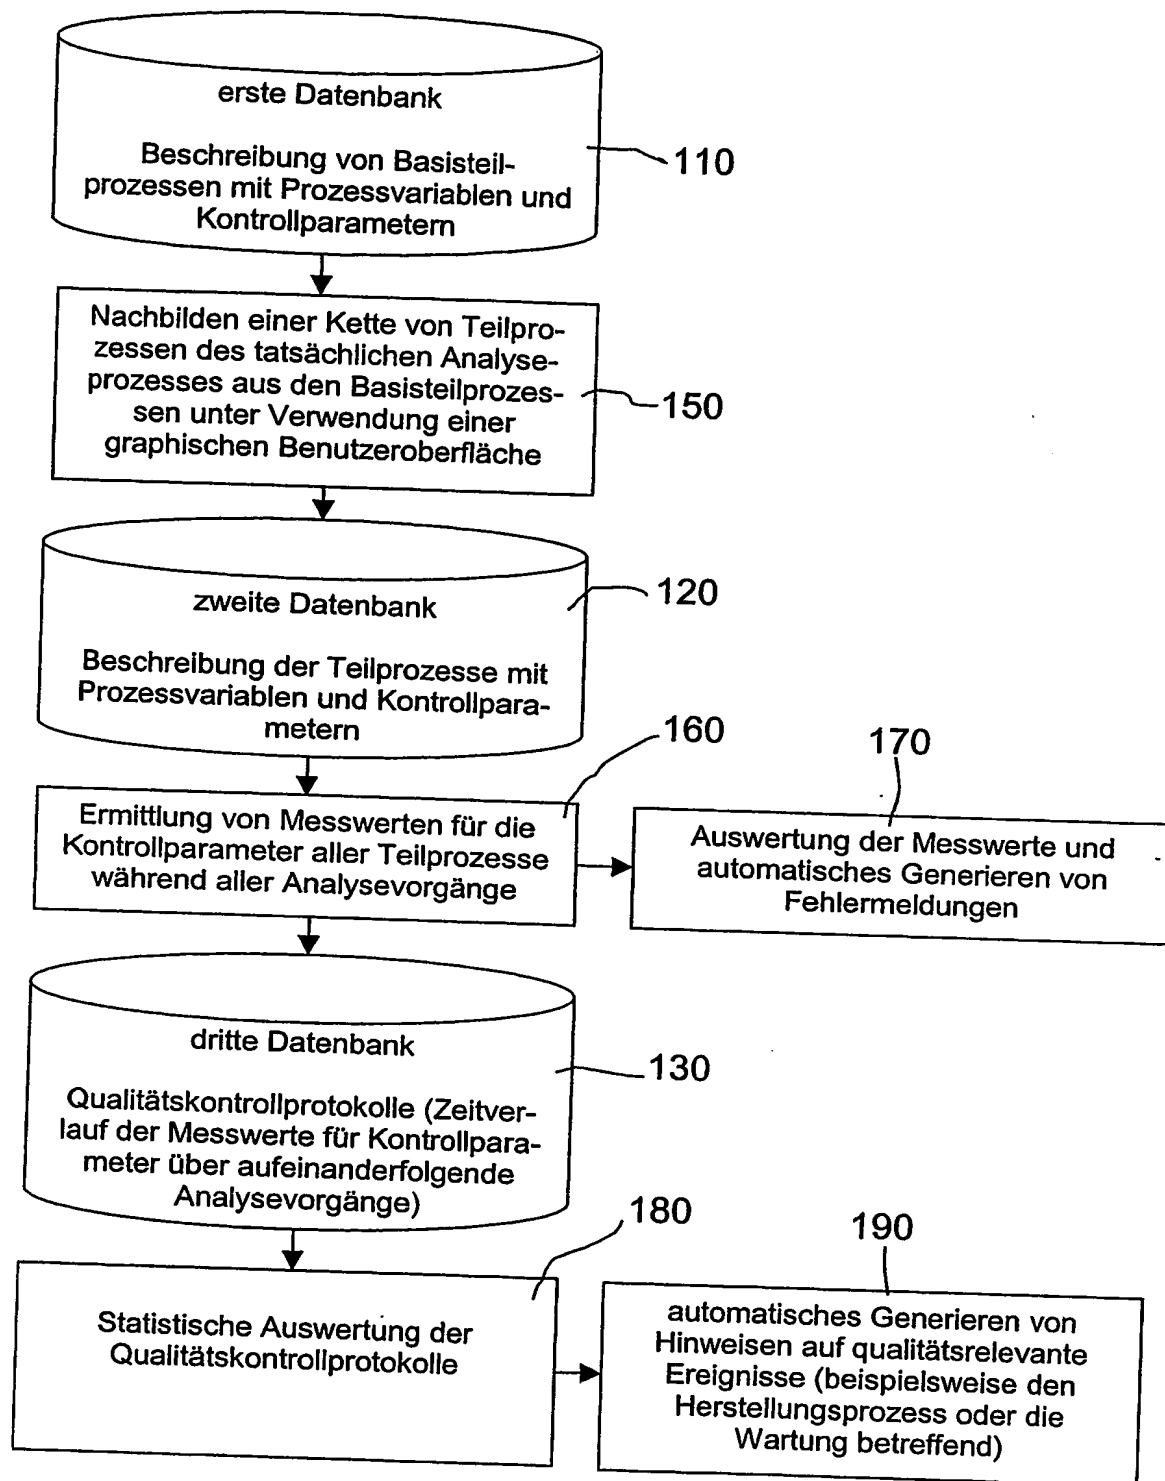 erste Datenbank
Beschreibung von Basisteil-
prozessen mit Prozessvariablen und
Kontrollparametern
110
Nachbilden einer Kette von Teilpro-
zessen des tatsächlichen Analyse-
prozesses aus den Basisteilprozes-
sen unter Verwendung einer
graphischen Benutzeroberfläche
150
zweite Datenbank
Beschreibung der Teilprozesse mit
Prozessvariablen und Kontrollpara-
metern
120
Ermittlung von Messwerten für die
Kontrollparameter aller Teilprozesse
während aller Analysevorgänge
160
Auswertung der Messwerte und
automatisches Generieren von
Fehlermeldungen
170
dritte Datenbank
Qualitätskontrollprotokolle (Zeitver-
lauf der Messwerte für Kontrollpara-
meter über aufeinanderfolgende
Analysevorgänge)
130
Statistische Auswertung der
Qualitätskontrollprotokolle
180
automatisches Generieren von
Hinweisen auf qualitätsrelevante
Ereignisse (beispielsweise den
Herstellungsprozess oder die
Wartung betreffend)
190